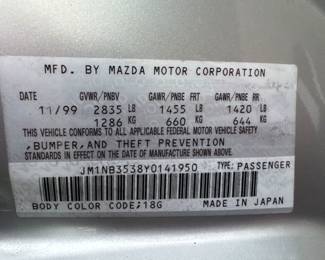 MFD. BY MAZDA MOTOR CORPORATION
DATE GVWR/PNBV GAWR/PNBE FRT GAWR/PNBE RR
11/99 2835 LB 1455 LB 1420 LB
1286 KG 660 KG 644 KG
THIS VEHICLE CONFORMS TO ALL APPLICABLE FEDERAL MOTOR VEHICLE SAFETY
,BUMPER,AND THEFT PREVENTION
STANDARDS IN EFFECT ON THE DATE OF MANUFACTURE SHOWN ABOVE.
JM1NB3538Y0141950 TYPE:PASSENGER
BODY COLOR CODE:18G MADE IN JAPAN